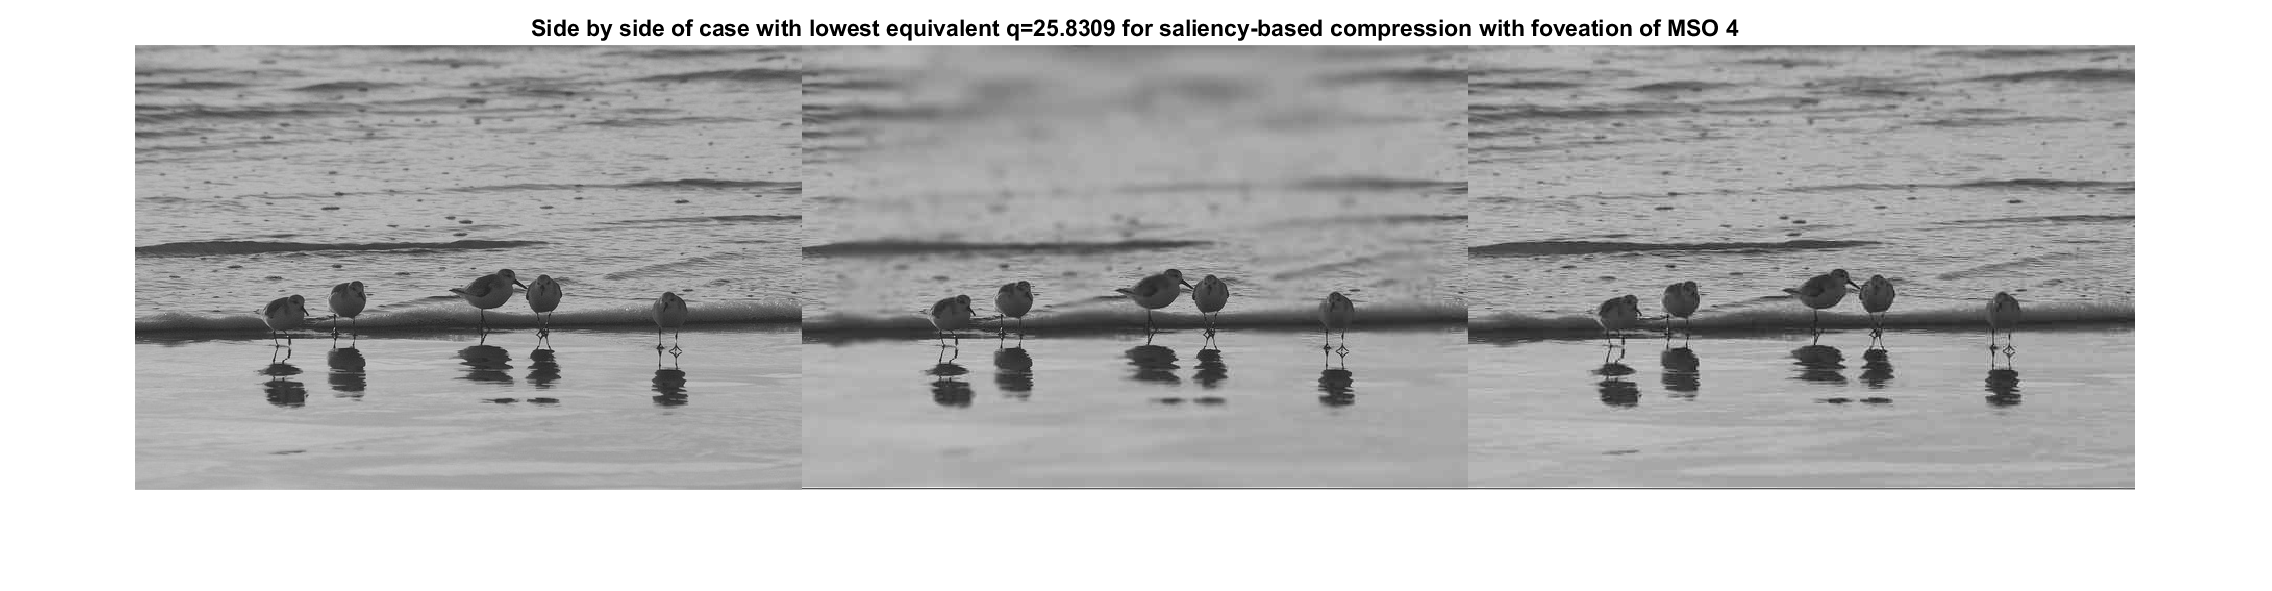 Side by side of case with lowest equivalent q=25.8309 for saliency-based compression with foveation of MSO 4